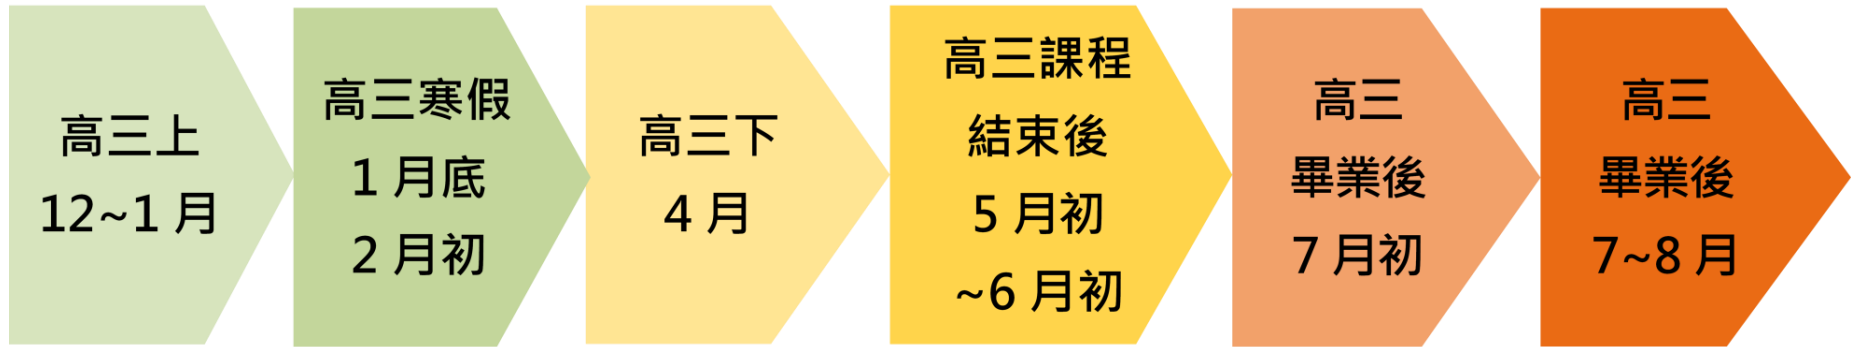 高三上
12~1 月
高三寒假
1 月底
2 月初
高三下
4 月
高三課程
結束後
5 月初
~6 月初
高三
畢業後
7 月初
高三
畢業後
7~8 月